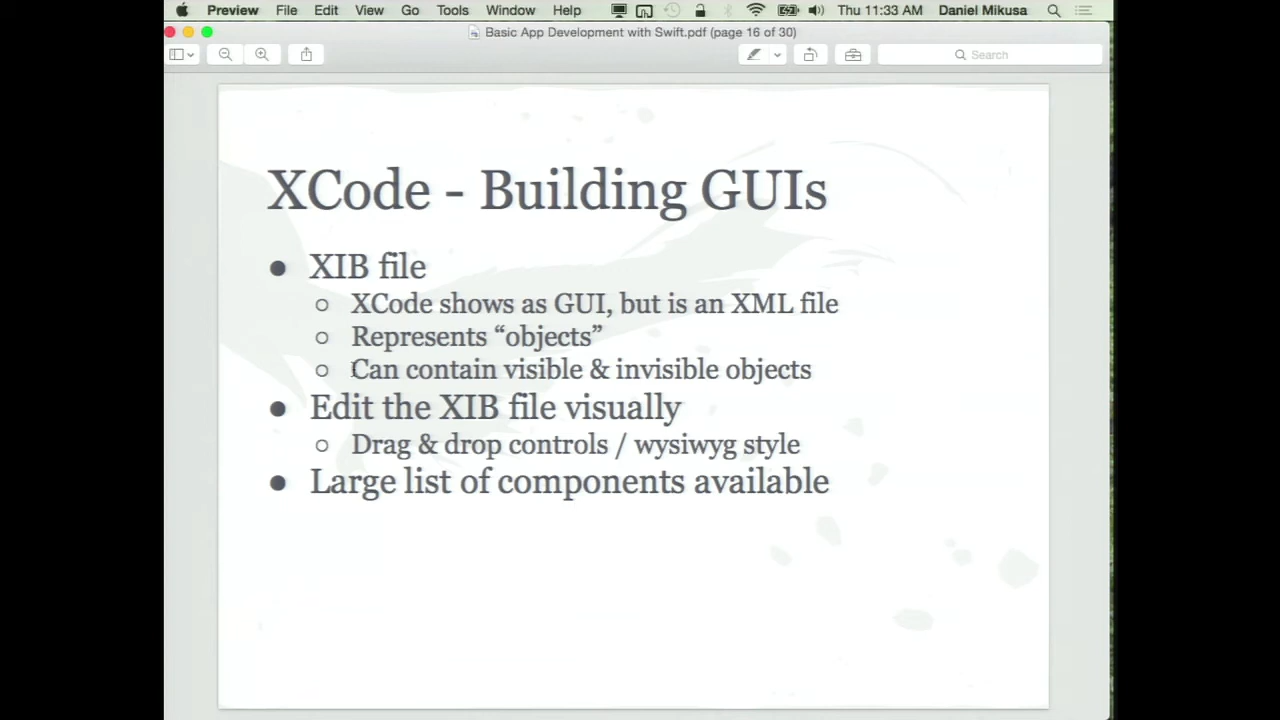 Preview File Edit View Go Tools Window Help Thu 11:33 AM Daniel Mikusa
Basic App Development with Swift.pdf (page 16 of 30)
Search
XCode - Building GUIs
● XIB file
○ XCode shows as GUI, but is an XML file
○ Represents “objects”
○ Can contain visible & invisible objects
● Edit the XIB file visually
○ Drag & drop controls / wysiwyg style
● Large list of components available